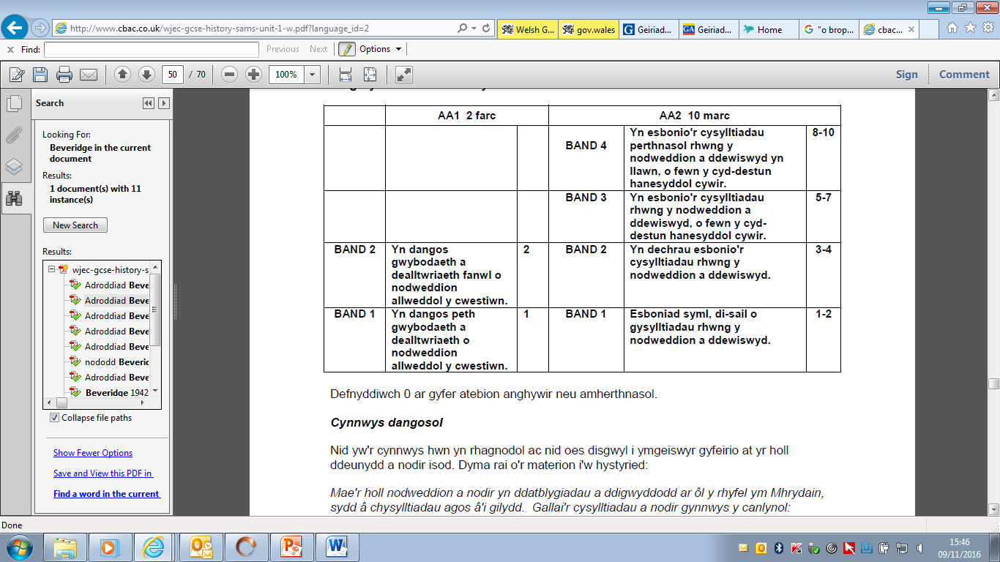 http://www.cbac.co.uk/wjec-gcse-history-sams-unit-1-w.pdf?language_id=2
Welsh G...
gov.wales
Geiriad...
Geiriad...
Home
"o brop...
cbac...
x Find:
Previous Next
Options
50 / 70
100%
Sign
Comment
Search
Looking For:
Beveridge in the current
document
Results:
1 document(s) with 11
instance(s)
New Search
Results:
wjec-gcse-history-s
Adroddiad Beve
Adroddiad Beve
Adroddiad Beve
Adroddiad Beve
Adroddiad Beve
nododd Beveric
Adroddiad Beve
Beveridge 1942
Collapse file paths
Show Fewer Options
Save and View this PDF in
Find a word in the current
AA1 2 farc
AA2 10 marc
BAND 4
Yn esbonio'r cysylltiadau
perthnasol rhwng y
nodweddion a ddewiswyd yn
llawn, o fewn y cyd-destun
hanesyddol cywir.
8-10
BAND 3
Yn esbonio'r cysylltiadau
rhwng y nodweddion a
ddewiswyd, o fewn y cyd-
destun hanesyddol cywir.
5-7
BAND 2
Yn dangos
gwybodaeth a
dealltwriaeth fanwl o
nodweddion
allweddol y cwestiwn.
2
BAND 2
Yn dechrau esbonio'r
cysylltiadau rhwng y
nodweddion a ddewiswyd.
3-4
BAND 1
Yn dangos peth
gwybodaeth a
dealltwriaeth o
nodweddion
allweddol y cwestiwn.
1
BAND 1
Esboniad syml, di-sail o
gysylltiadau rhwng y
nodweddion a ddewiswyd.
1-2
Defnyddiwch 0 ar gyfer atebion anghywir neu amherthnasol.
Cynnwys dangosol
Nid yw'r cynnwys hwn yn rhagnodol ac nid oes disgwyl i ymgeiswyr gyfeirio at yr holl
ddeunydd a nodir isod. Dyma rai o'r materion i'w hystyried:
Mae'r holl nodweddion a nodir yn ddatblygiadau a ddigwyddodd ar ôl y rhyfel ym Mhrydain,
sydd â chysylltiadau agos â'i gilydd. Gallai'r cysylltiadau a nodir gynnwys y canlynol:
Done
15:46
09/11/2016